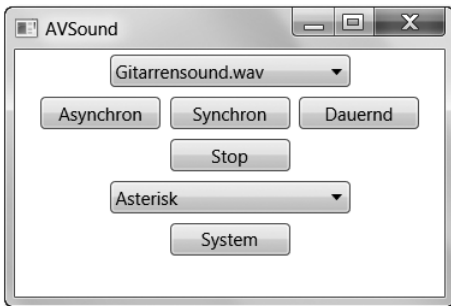 AVSound
Gitarrensound.wav
Asynchron Synchron Dauernd
Stop
Asterisk
System